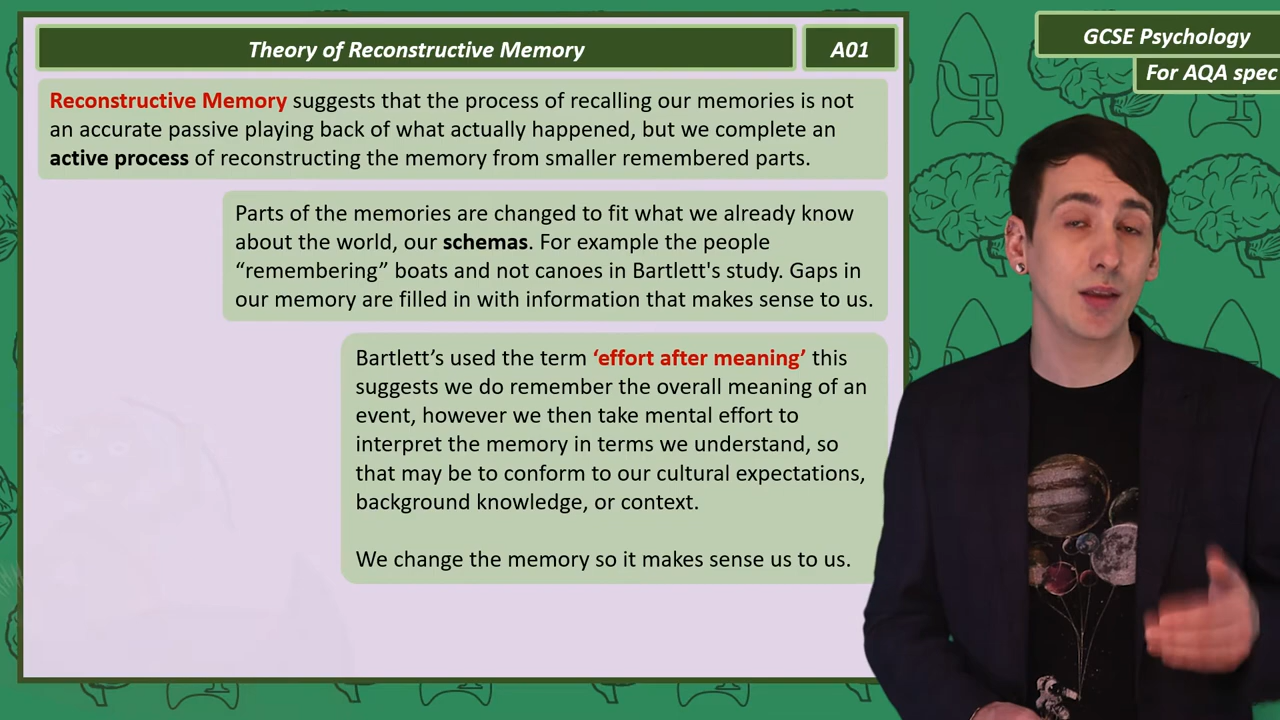 Theory of Reconstructive Memory
A01
GCSE Psychology
For AQA spec
Reconstructive Memory suggests that the process of recalling our memories is not
an accurate passive playing back of what actually happened, but we complete an
active process of reconstructing the memory from smaller remembered parts.
Parts of the memories are changed to fit what we already know
about the world, our schemas. For example the people
“remembering” boats and not canoes in Bartlett's study. Gaps in
our memory are filled in with information that makes sense to us.
Bartlett’s used the term ‘effort after meaning’ this
suggests we do remember the overall meaning of an
event, however we then take mental effort to
interpret the memory in terms we understand, so
that may be to conform to our cultural expectations,
background knowledge, or context.
We change the memory so it makes sense us to us.